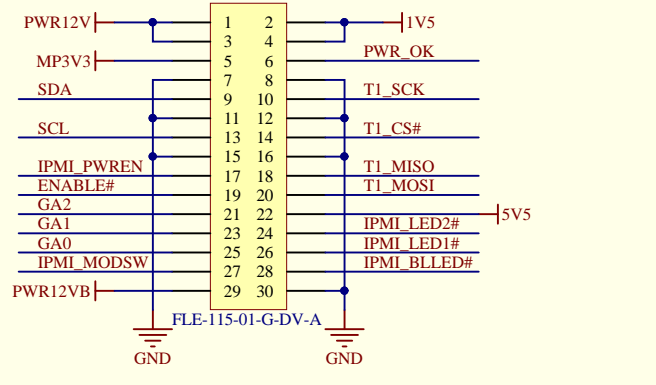 PWR12V 1 2 1V5
3 4
MP3V3 5 6 PWR_OK
7 8
SDA 9 10 T1_SCK
11 12
SCL 13 14 T1_CS#
15 16
IPMI_PWREN 17 18 T1_MISO
ENABLE# 19 20 T1_MOSI
GA2 21 22 5V5
GA1 23 24 IPMI_LED2#
GA0 25 26 IPMI_LED1#
IPMI_MODSW 27 28 IPMI_BLLED#
PWR12VB 29 30
FLE-115-01-G-DV-A
GND GND